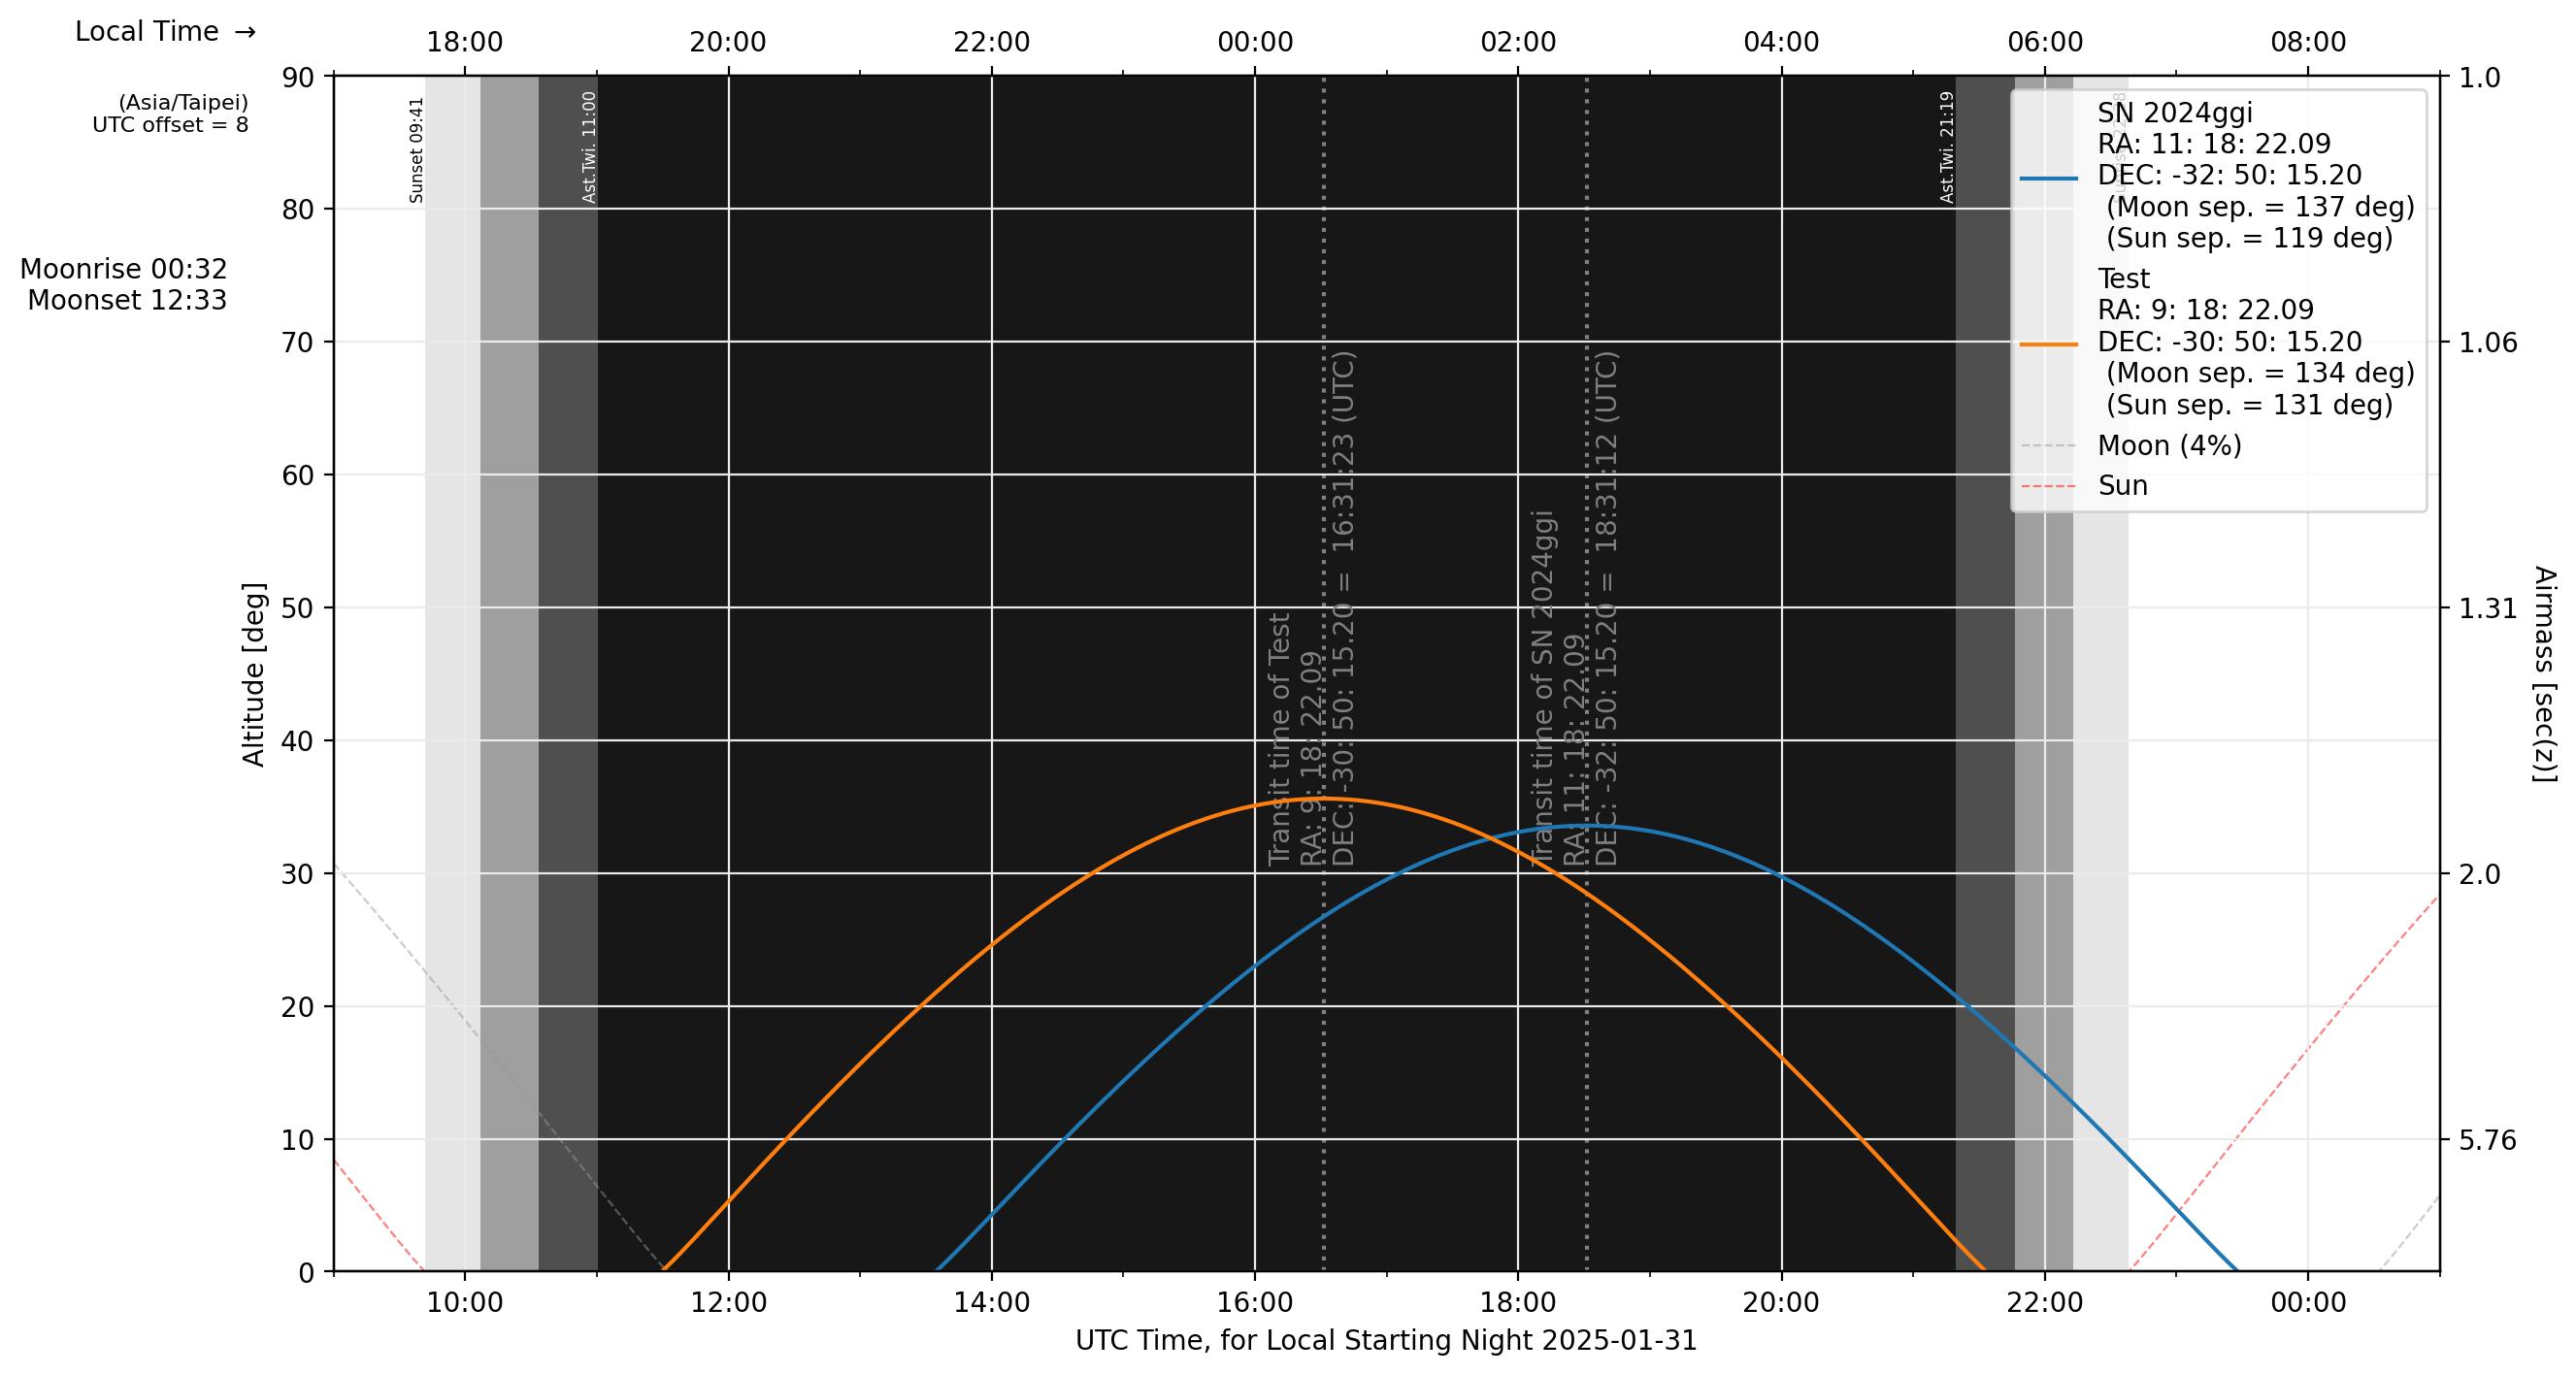 Local Time →
18:00 20:00 22:00 00:00 02:00 04:00 06:00 08:00
(Asia/Taipei)
UTC offset = 8
Moonrise 00:32
Moonset 12:33
Altitude [deg]
90
80
70
60
50
40
30
20
10
0
Sunset 09:41
Ast.Twi. 11:00
Transit time of Test
RA: 9: 18: 22.09
DEC: -30: 50: 15.20 = 16:31:23 (UTC)
Transit time of SN 2024ggi
RA: 11: 18: 22.09
DEC: -32: 50: 15.20 = 18:31:12 (UTC)
Ast.Twi. 21:19
SN 2024ggi
RA: 11: 18: 22.09
DEC: -32: 50: 15.20
(Moon sep. = 137 deg)
(Sun sep. = 119 deg)
Test
RA: 9: 18: 22.09
DEC: -30: 50: 15.20
(Moon sep. = 134 deg)
(Sun sep. = 131 deg)
Moon (4%)
Sun
1.0
1.06
1.31
2.0
5.76
Airmass [sec(z)]
10:00 12:00 14:00 16:00 18:00 20:00 22:00 00:00
UTC Time, for Local Starting Night 2025-01-31